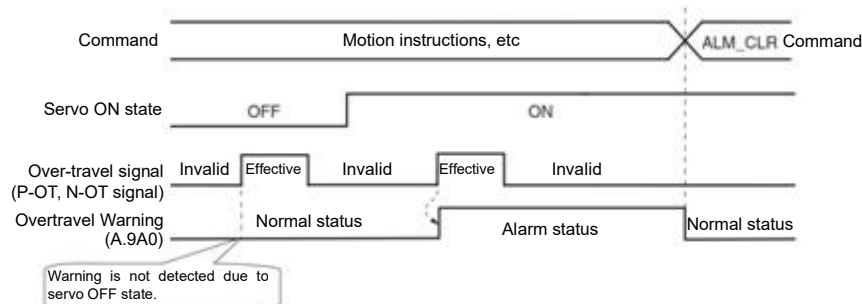 Command
Motion instructions, etc
ALM_CLR Command
Servo ON state
OFF
ON
Over-travel signal
(P-OT, N-OT signal)
Invalid
Effective
Invalid
Effective
Invalid
Overtravel Warning
(A.9A0)
Normal status
Alarm status
Normal status
Warning is not detected due to
servo OFF state.